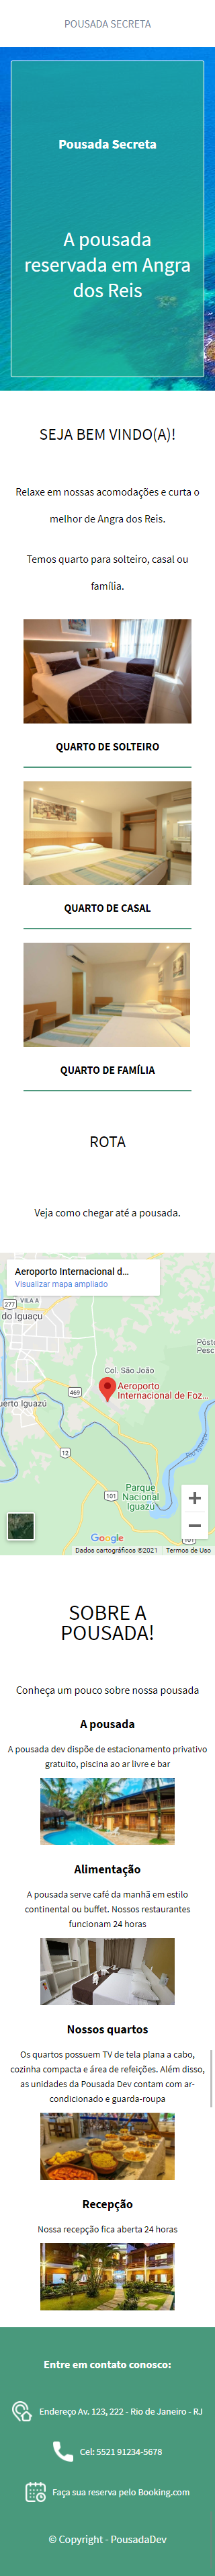 POUSADA SECRETA
Pousada Secreta
A pousada
reservada em Angra
dos Reis
SEJA BEM VINDO(A)!
Relaxe em nossas acomodações e curta o
melhor de Angra dos Reis.
Temos quarto para solteiro, casal ou
família.
QUARTO DE SOLTEIRO
QUARTO DE CASAL
QUARTO DE FAMÍLIA
ROTA
Veja como chegar até a pousada.
Aeroporto Internacional d...
Visualizar mapa ampliado
277
VILA A
do Iguaçu
Pôsto
Pesc
Col. São João
Aeroporto
Internacional de Foz...
469
uerto Iguazú
12
101
Parque
Nacional
Iguazú
101
Google
Dados cartográficos ©2021
Termos de Uso
SOBRE A
POUSADA!
Conheça um pouco sobre nossa pousada
A pousada
A pousada dev dispõe de estacionamento privativo
gratuito, piscina ao ar livre e bar
Alimentação
A pousada serve café da manhã em estilo
continental ou buffet. Nossos restaurantes
funcionam 24 horas
Nossos quartos
Os quartos possuem TV de tela plana a cabo,
cozinha compacta e área de refeições. Além disso,
as unidades da Pousada Dev contam com ar-
condicionado e guarda-roupa
Recepção
Nossa recepção fica aberta 24 horas
Entre em contato conosco:
Endereço Av. 123, 222 - Rio de Janeiro - RJ
Cel: 5521 91234-5678
Faça sua reserva pelo Booking.com
© Copyright - PousadaDev